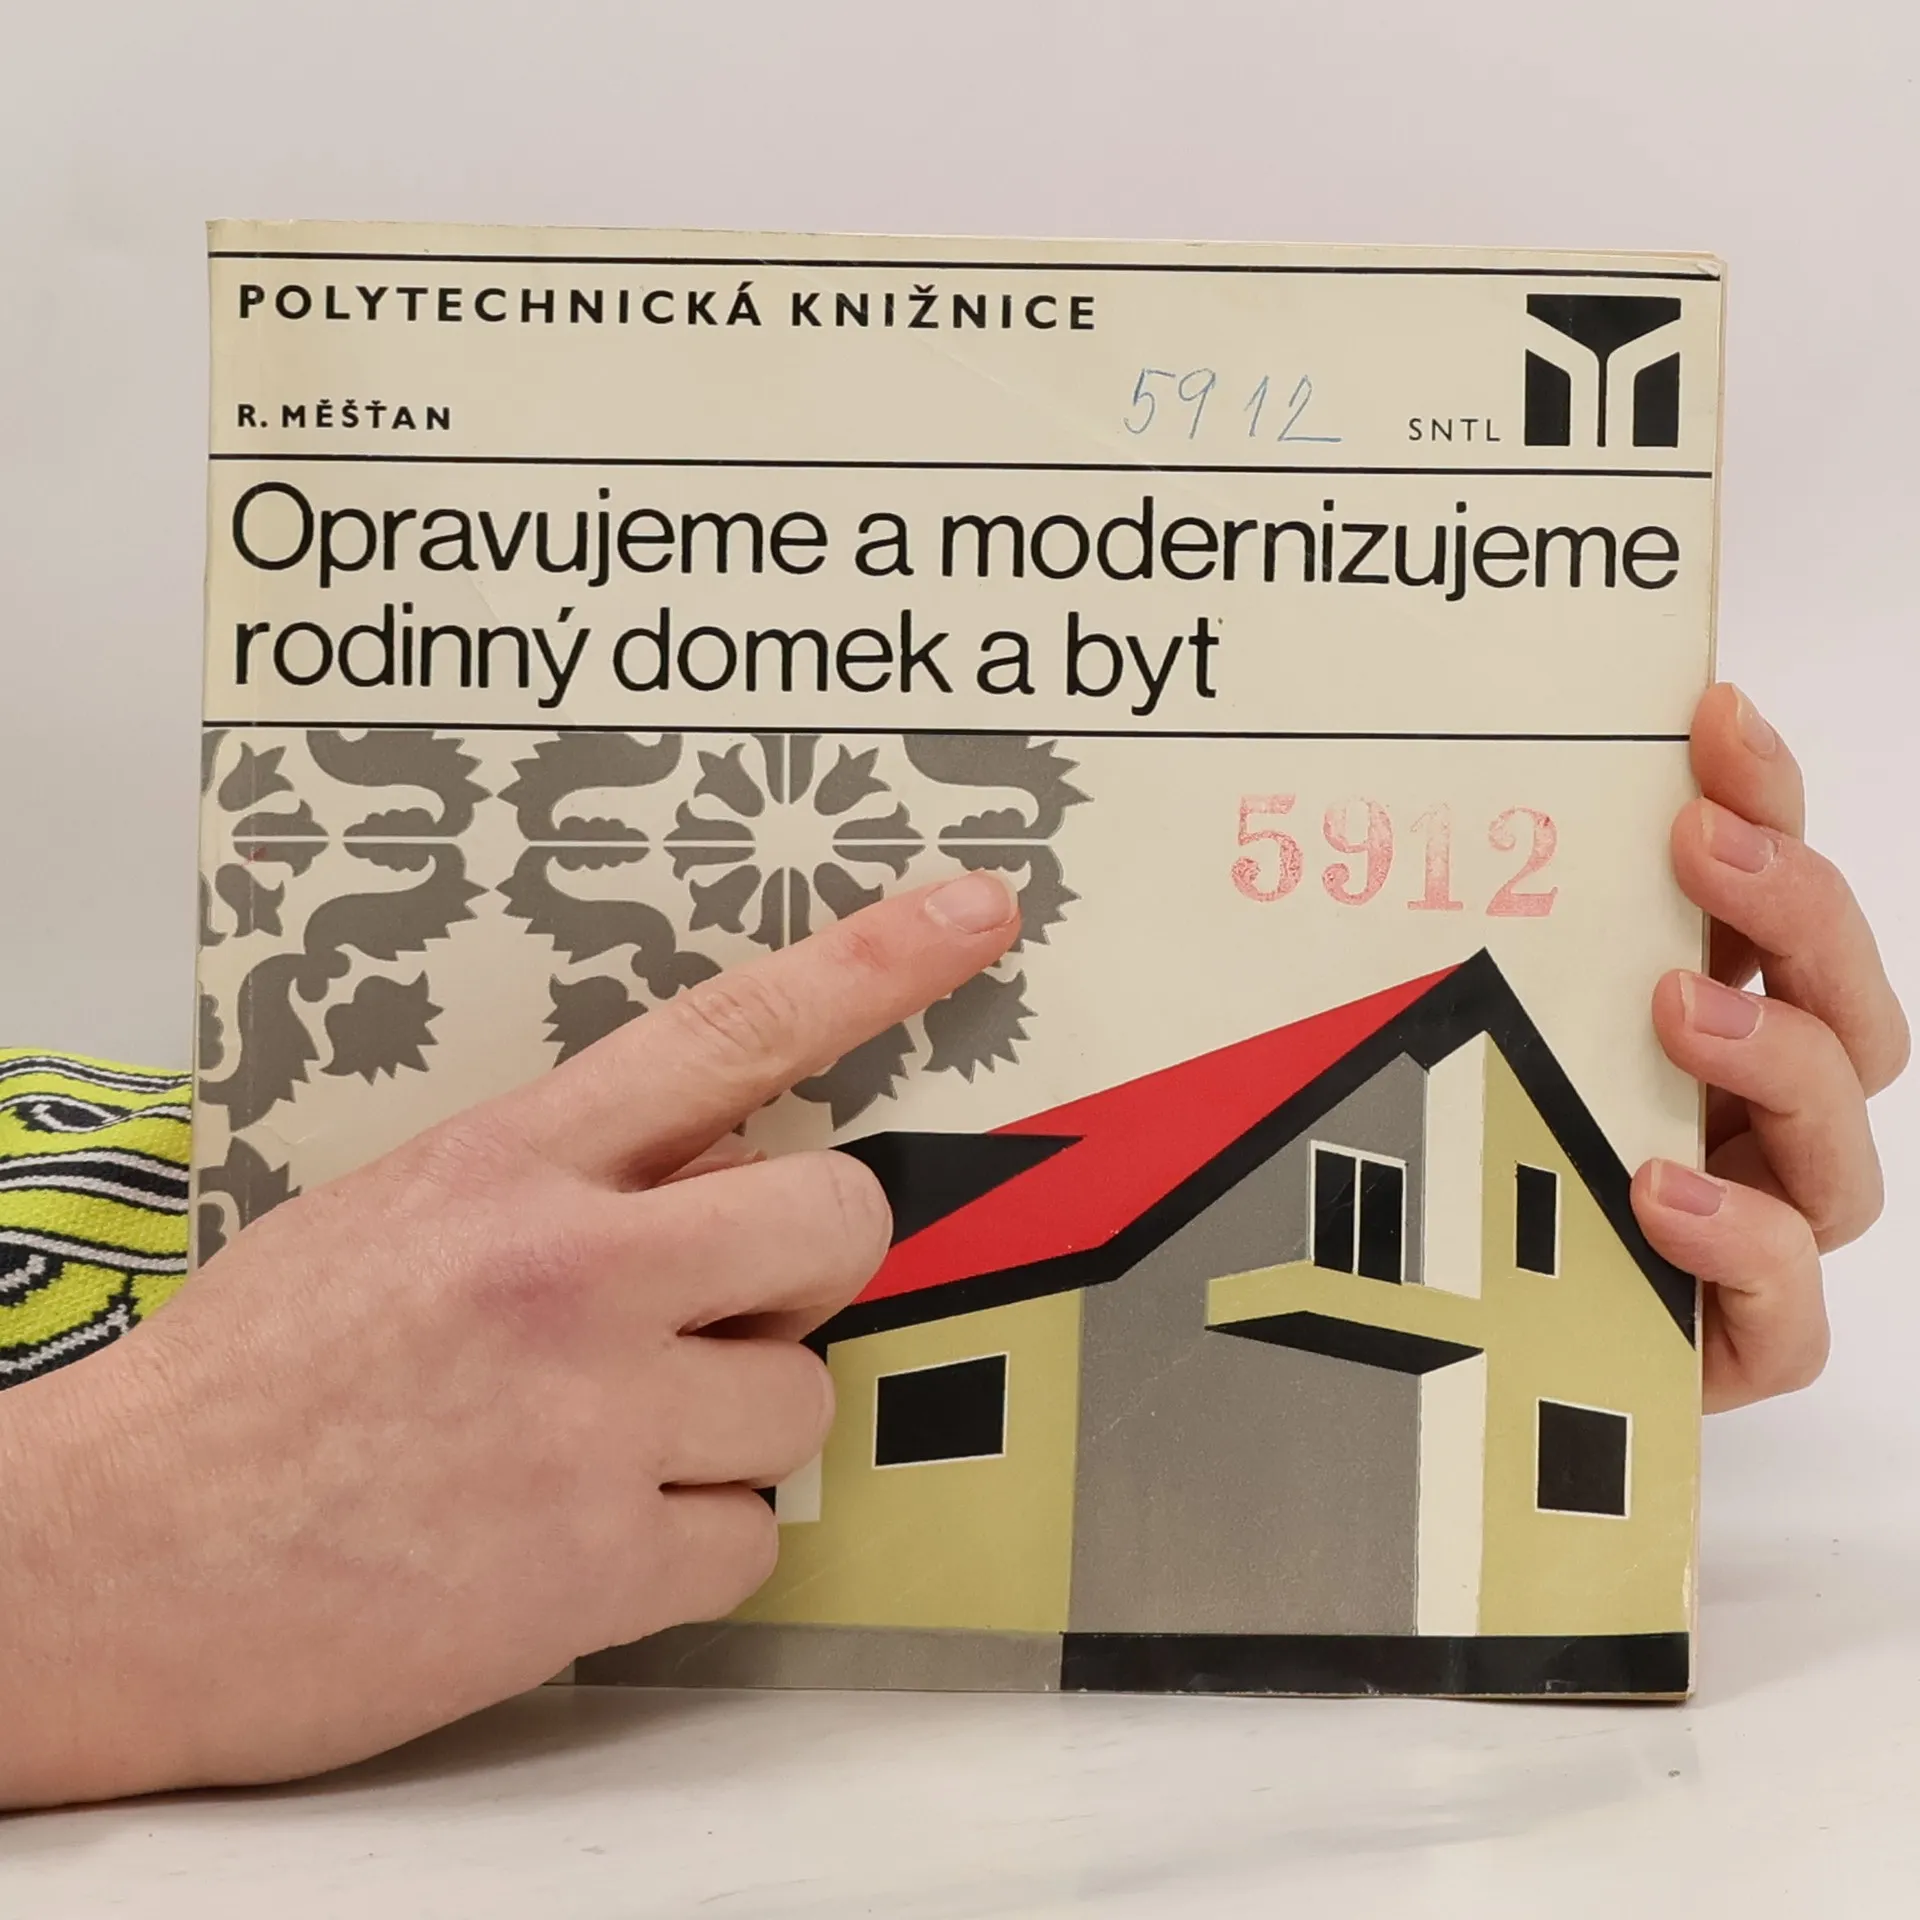 POLYTECHNICKÁ KNIŽNICE
R. MĚŠŤAN
5912
SNTL
Opravujeme a modernizujeme
rodinný domek a byt
5912